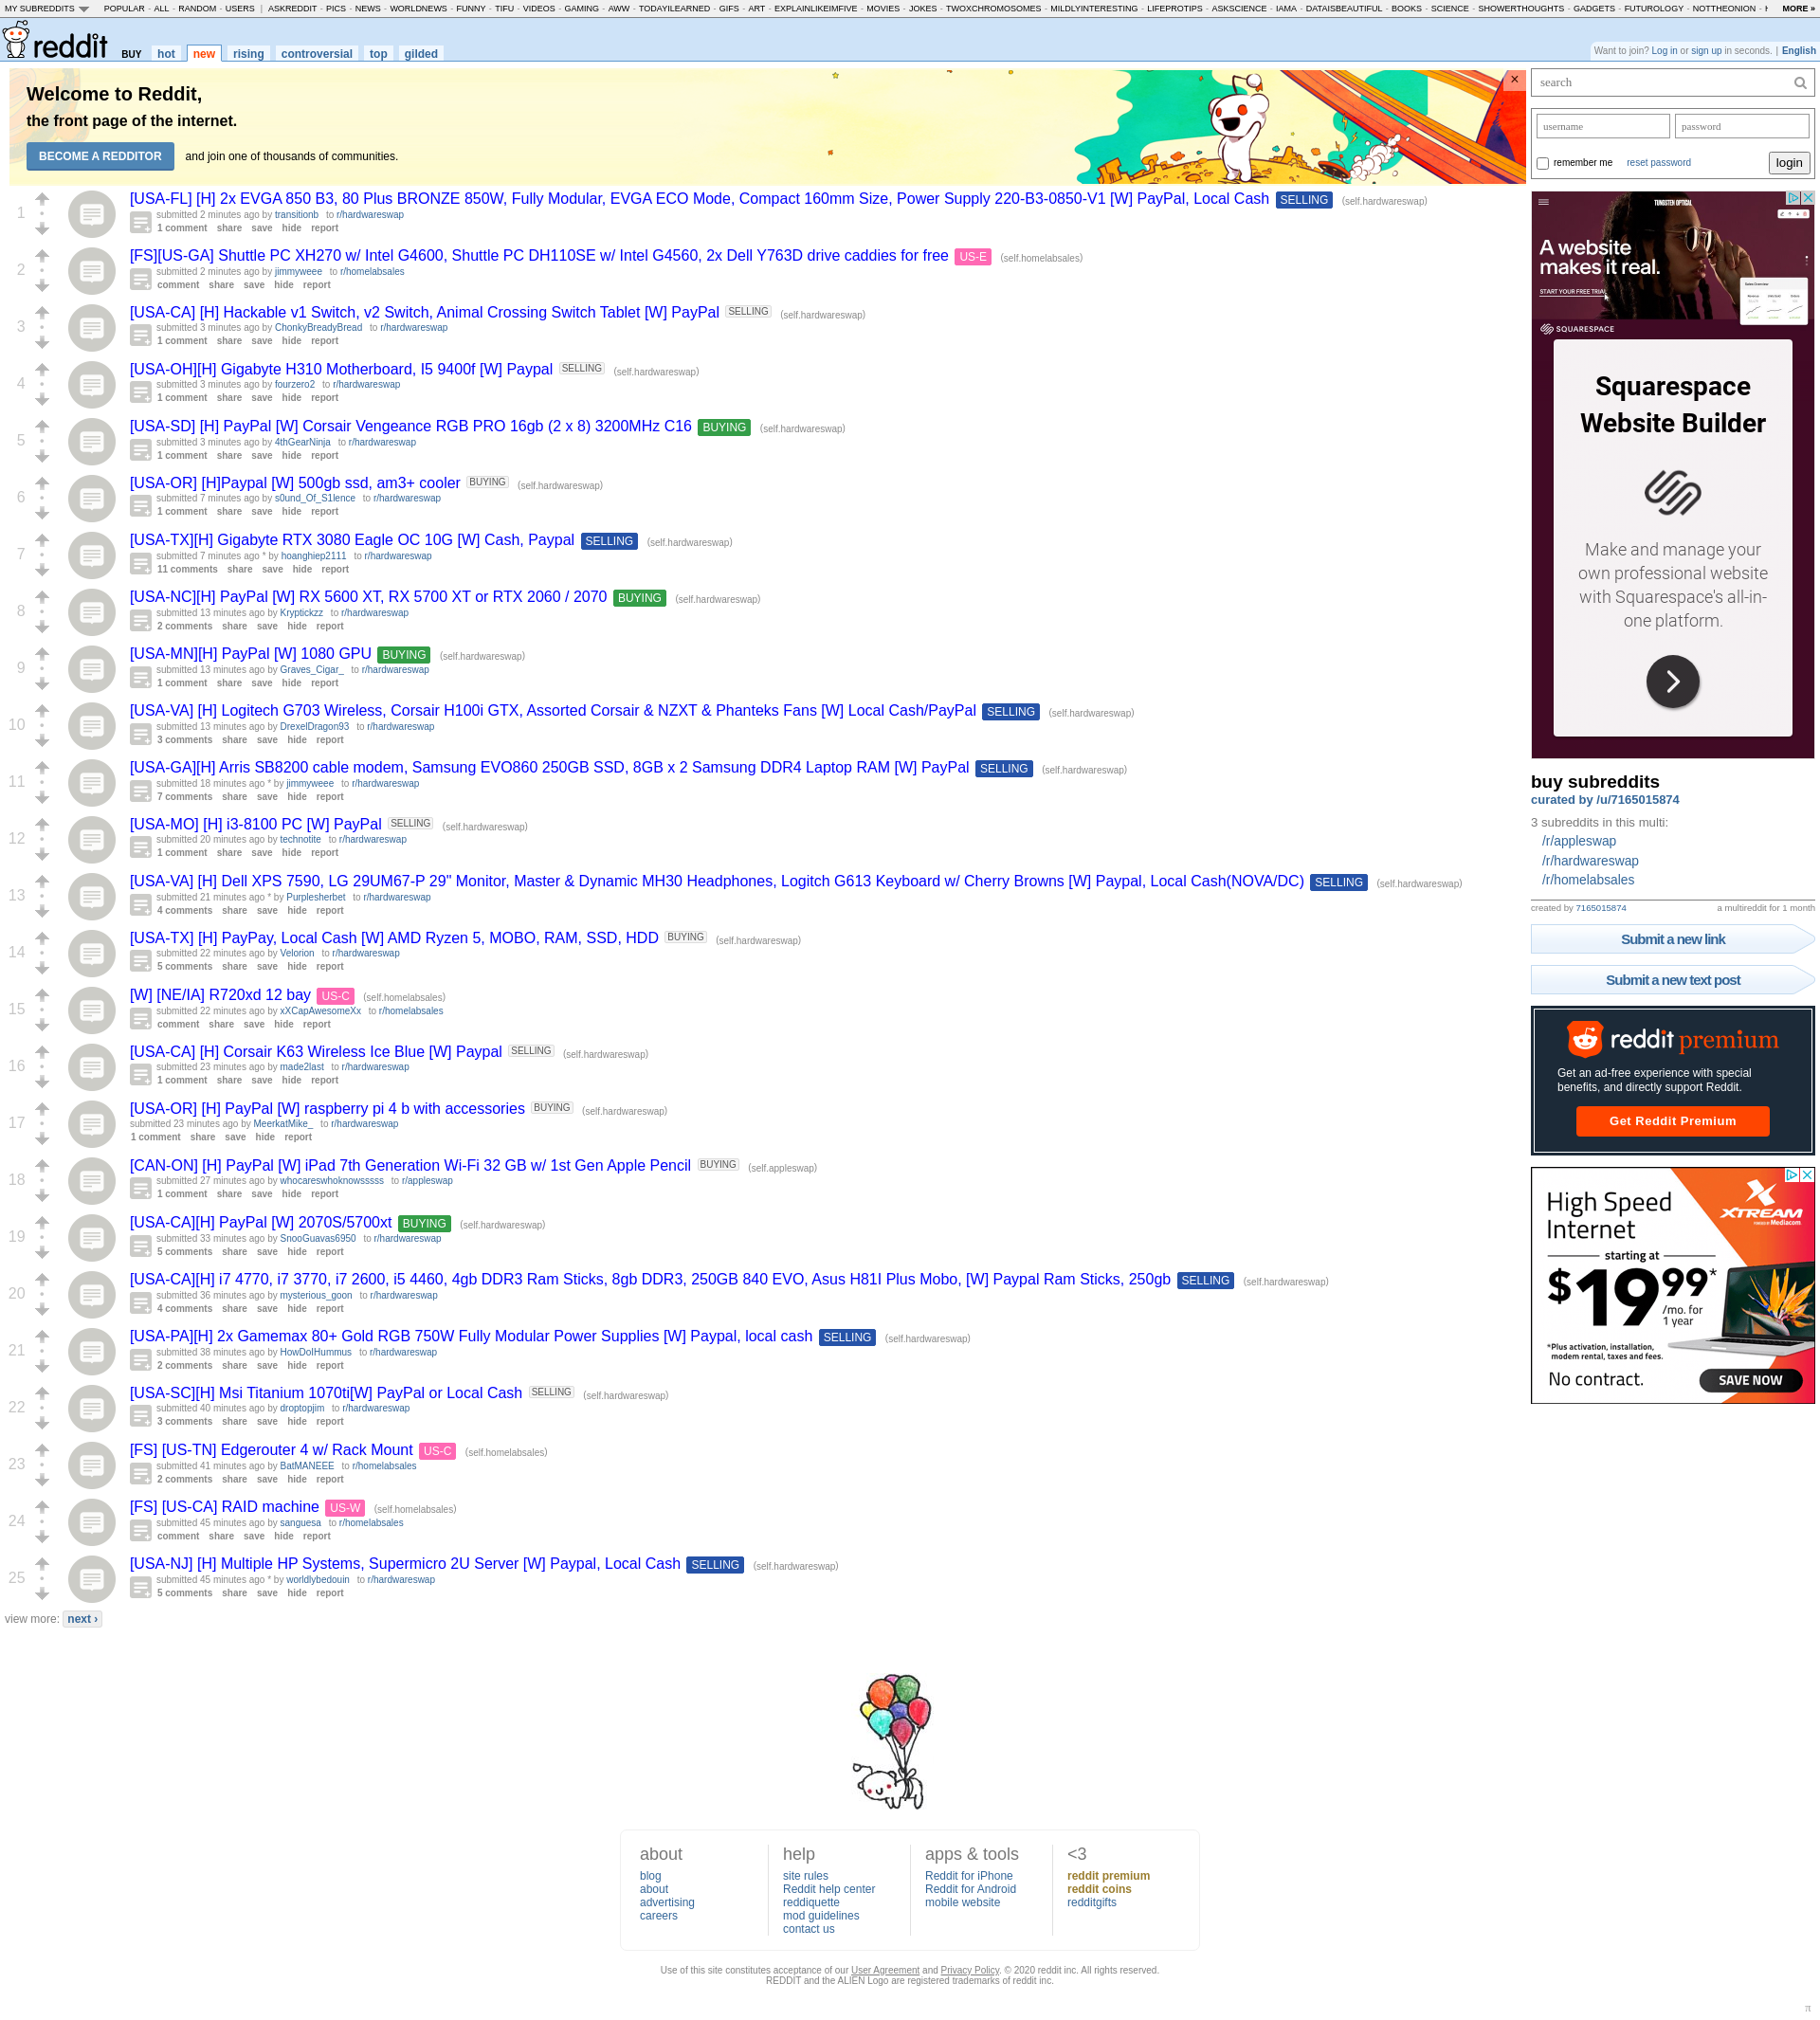 MY SUBREDDITS POPULAR - ALL - RANDOM - USERS | ASKREDDIT - PICS - NEWS - WORLDNEWS - FUNNY - TIFU - VIDEOS - GAMING - AWW - TODAYILEARNED - GIFS - ART - EXPLAINLIKEIMFIVE - MOVIES - JOKES - TWOXCHROMOSOMES - MILDLYINTERESTING - LIFEPROTIPS - ASKSCIENCE - IAMA - DATAISBEAUTIFUL - BOOKS - SCIENCE - SHOWERTHOUGHTS - GADGETS - FUTUROLOGY - NOTTHEONION - MORE »
reddit BUY hot new rising controversial top gilded
Want to join? Log in or sign up in seconds. | English
Welcome to Reddit,
the front page of the internet.
BECOME A REDDITOR and join one of thousands of communities.
×
1
[USA-FL] [H] 2x EVGA 850 B3, 80 Plus BRONZE 850W, Fully Modular, EVGA ECO Mode, Compact 160mm Size, Power Supply 220-B3-0850-V1 [W] PayPal, Local Cash SELLING (self.hardwareswap)
submitted 2 minutes ago by transitionb to r/hardwareswap
1 comment share save hide report
2
[FS][US-GA] Shuttle PC XH270 w/ Intel G4600, Shuttle PC DH110SE w/ Intel G4560, 2x Dell Y763D drive caddies for free US-E (self.homelabsales)
submitted 2 minutes ago by jimmyweee to r/homelabsales
comment share save hide report
3
[USA-CA] [H] Hackable v1 Switch, v2 Switch, Animal Crossing Switch Tablet [W] PayPal SELLING (self.hardwareswap)
submitted 3 minutes ago by ChonkyBreadyBread to r/hardwareswap
1 comment share save hide report
4
[USA-OH][H] Gigabyte H310 Motherboard, I5 9400f [W] Paypal SELLING (self.hardwareswap)
submitted 3 minutes ago by fourzero2 to r/hardwareswap
1 comment share save hide report
5
[USA-SD] [H] PayPal [W] Corsair Vengeance RGB PRO 16gb (2 x 8) 3200MHz C16 BUYING (self.hardwareswap)
submitted 3 minutes ago by 4thGearNinja to r/hardwareswap
1 comment share save hide report
6
[USA-OR] [H]Paypal [W] 500gb ssd, am3+ cooler BUYING (self.hardwareswap)
submitted 7 minutes ago by s0und_Of_S1lence to r/hardwareswap
1 comment share save hide report
7
[USA-TX][H] Gigabyte RTX 3080 Eagle OC 10G [W] Cash, Paypal SELLING (self.hardwareswap)
submitted 7 minutes ago * by hoanghiep2111 to r/hardwareswap
11 comments share save hide report
8
[USA-NC][H] PayPal [W] RX 5600 XT, RX 5700 XT or RTX 2060 / 2070 BUYING (self.hardwareswap)
submitted 13 minutes ago by Kryptickzz to r/hardwareswap
2 comments share save hide report
9
[USA-MN][H] PayPal [W] 1080 GPU BUYING (self.hardwareswap)
submitted 13 minutes ago by Graves_Cigar_ to r/hardwareswap
1 comment share save hide report
10
[USA-VA] [H] Logitech G703 Wireless, Corsair H100i GTX, Assorted Corsair & NZXT & Phanteks Fans [W] Local Cash/PayPal SELLING (self.hardwareswap)
submitted 13 minutes ago by DrexelDragon93 to r/hardwareswap
3 comments share save hide report
11
[USA-GA][H] Arris SB8200 cable modem, Samsung EVO860 250GB SSD, 8GB x 2 Samsung DDR4 Laptop RAM [W] PayPal SELLING (self.hardwareswap)
submitted 18 minutes ago * by jimmyweee to r/hardwareswap
7 comments share save hide report
12
[USA-MO] [H] i3-8100 PC [W] PayPal SELLING (self.hardwareswap)
submitted 20 minutes ago by technotite to r/hardwareswap
1 comment share save hide report
13
[USA-VA] [H] Dell XPS 7590, LG 29UM67-P 29" Monitor, Master & Dynamic MH30 Headphones, Logitch G613 Keyboard w/ Cherry Browns [W] Paypal, Local Cash(NOVA/DC) SELLING (self.hardwareswap)
submitted 21 minutes ago * by Purplesherbet to r/hardwareswap
4 comments share save hide report
14
[USA-TX] [H] PayPay, Local Cash [W] AMD Ryzen 5, MOBO, RAM, SSD, HDD BUYING (self.hardwareswap)
submitted 22 minutes ago by Velorion to r/hardwareswap
5 comments share save hide report
15
[W] [NE/IA] R720xd 12 bay US-C (self.homelabsales)
submitted 22 minutes ago by xXCapAwesomeXx to r/homelabsales
comment share save hide report
16
[USA-CA] [H] Corsair K63 Wireless Ice Blue [W] Paypal SELLING (self.hardwareswap)
submitted 23 minutes ago by made2last to r/hardwareswap
1 comment share save hide report
17
[USA-OR] [H] PayPal [W] raspberry pi 4 b with accessories BUYING (self.hardwareswap)
submitted 23 minutes ago by MeerkatMike_ to r/hardwareswap
1 comment share save hide report
18
[CAN-ON] [H] PayPal [W] iPad 7th Generation Wi-Fi 32 GB w/ 1st Gen Apple Pencil BUYING (self.appleswap)
submitted 27 minutes ago by whocareswhoknowsssss to r/appleswap
1 comment share save hide report
19
[USA-CA][H] PayPal [W] 2070S/5700xt BUYING (self.hardwareswap)
submitted 33 minutes ago by SnooGuavas6950 to r/hardwareswap
5 comments share save hide report
20
[USA-CA][H] i7 4770, i7 3770, i7 2600, i5 4460, 4gb DDR3 Ram Sticks, 8gb DDR3, 250GB 840 EVO, Asus H81I Plus Mobo, [W] Paypal Ram Sticks, 250gb SELLING (self.hardwareswap)
submitted 36 minutes ago by mysterious_goon to r/hardwareswap
4 comments share save hide report
21
[USA-PA][H] 2x Gamemax 80+ Gold RGB 750W Fully Modular Power Supplies [W] Paypal, local cash SELLING (self.hardwareswap)
submitted 38 minutes ago by HowDoIHummus to r/hardwareswap
2 comments share save hide report
22
[USA-SC][H] Msi Titanium 1070ti[W] PayPal or Local Cash SELLING (self.hardwareswap)
submitted 40 minutes ago by droptopjim to r/hardwareswap
3 comments share save hide report
23
[FS] [US-TN] Edgerouter 4 w/ Rack Mount US-C (self.homelabsales)
submitted 41 minutes ago by BatMANEEE to r/homelabsales
2 comments share save hide report
24
[FS] [US-CA] RAID machine US-W (self.homelabsales)
submitted 45 minutes ago by sanguesa to r/homelabsales
comment share save hide report
25
[USA-NJ] [H] Multiple HP Systems, Supermicro 2U Server [W] Paypal, Local Cash SELLING (self.hardwareswap)
submitted 45 minutes ago * by worldlybedouin to r/hardwareswap
5 comments share save hide report
view more: next ›
search
username password
remember me reset password login
TUNGSTEN OPTICAL
A website
makes it real.
START YOUR FREE TRIAL
SQUARESPACE
Squarespace
Website Builder
Make and manage your
own professional website
with Squarespace's all-in-
one platform.
buy subreddits
curated by /u/7165015874
3 subreddits in this multi:
/r/appleswap
/r/hardwareswap
/r/homelabsales
created by 7165015874 a multireddit for 1 month
Submit a new link
Submit a new text post
reddit premium
Get an ad-free experience with special
benefits, and directly support Reddit.
Get Reddit Premium
High Speed
Internet
XTREAM
POWERED BY Mediacom
starting at
$1999*
/mo. for
1 year
*Plus activation, installation,
modem rental, taxes and fees.
No contract. SAVE NOW
about
blog
about
advertising
careers
help
site rules
Reddit help center
reddiquette
mod guidelines
contact us
apps & tools
Reddit for iPhone
Reddit for Android
mobile website
<3
reddit premium
reddit coins
redditgifts
Use of this site constitutes acceptance of our User Agreement and Privacy Policy. © 2020 reddit inc. All rights reserved.
REDDIT and the ALIEN Logo are registered trademarks of reddit inc.
π